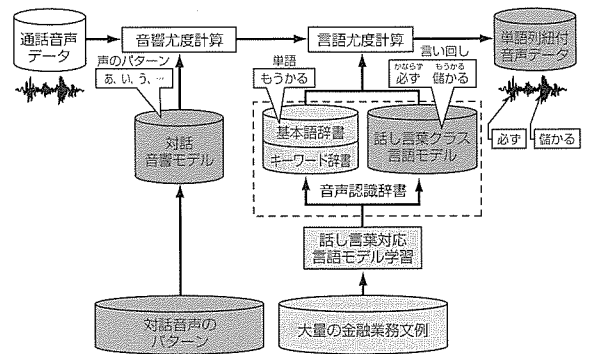 通話音声
データ
音響尤度計算
言語尤度計算
単語列紐付
音声データ
声のパターン
あ, い, う, …
単語
もうかる
言い回し
かならず もうかる
必ず 儲かる
必ず
儲かる
対話
音響モデル
基本語辞書
キーワード辞書
話し言葉クラス
言語モデル
音声認識辞書
話し言葉対応
言語モデル学習
対話音声の
パターン
大量の金融業務文例